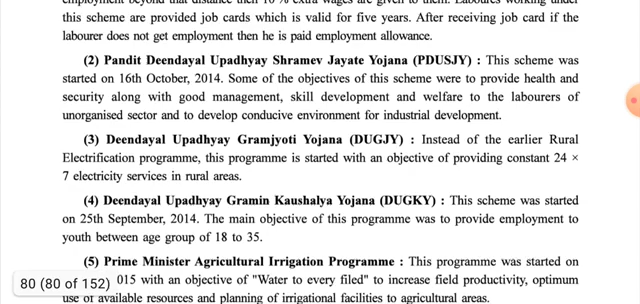 employment beyond that distance then 10 % extra wages are given to them. Labourers working under
this scheme are provided job cards which is valid for five years. After receiving job card if the
labourer does not get employment then he is paid employment allowance.
(2) Pandit Deendayal Upadhyay Shramev Jayate Yojana (PDUSJY) : This scheme was
started on 16th October, 2014. Some of the objectives of this scheme were to provide health and
security along with good management, skill development and welfare to the labourers of
unorganised sector and to develop conducive environment for industrial development.
(3) Deendayal Upadhyay Gramjyoti Yojana (DUGJY) : Instead of the earlier Rural
Electrification programme, this programme is started with an objective of providing constant 24 ×
7 electricity services in rural areas.
(4) Deendayal Upadhyay Gramin Kaushalya Yojana (DUGKY) : This scheme was started
on 25th September, 2014. The main objective of this programme was to provide employment to
youth between age group of 18 to 35.
(5) Prime Minister Agricultural Irrigation Programme : This programme was started on
80 (80 of 152) 015 with an objective of "Water to every filed" to increase field productivity, optimum
use of available resources and planning of irrigational facilities to agricultural areas.